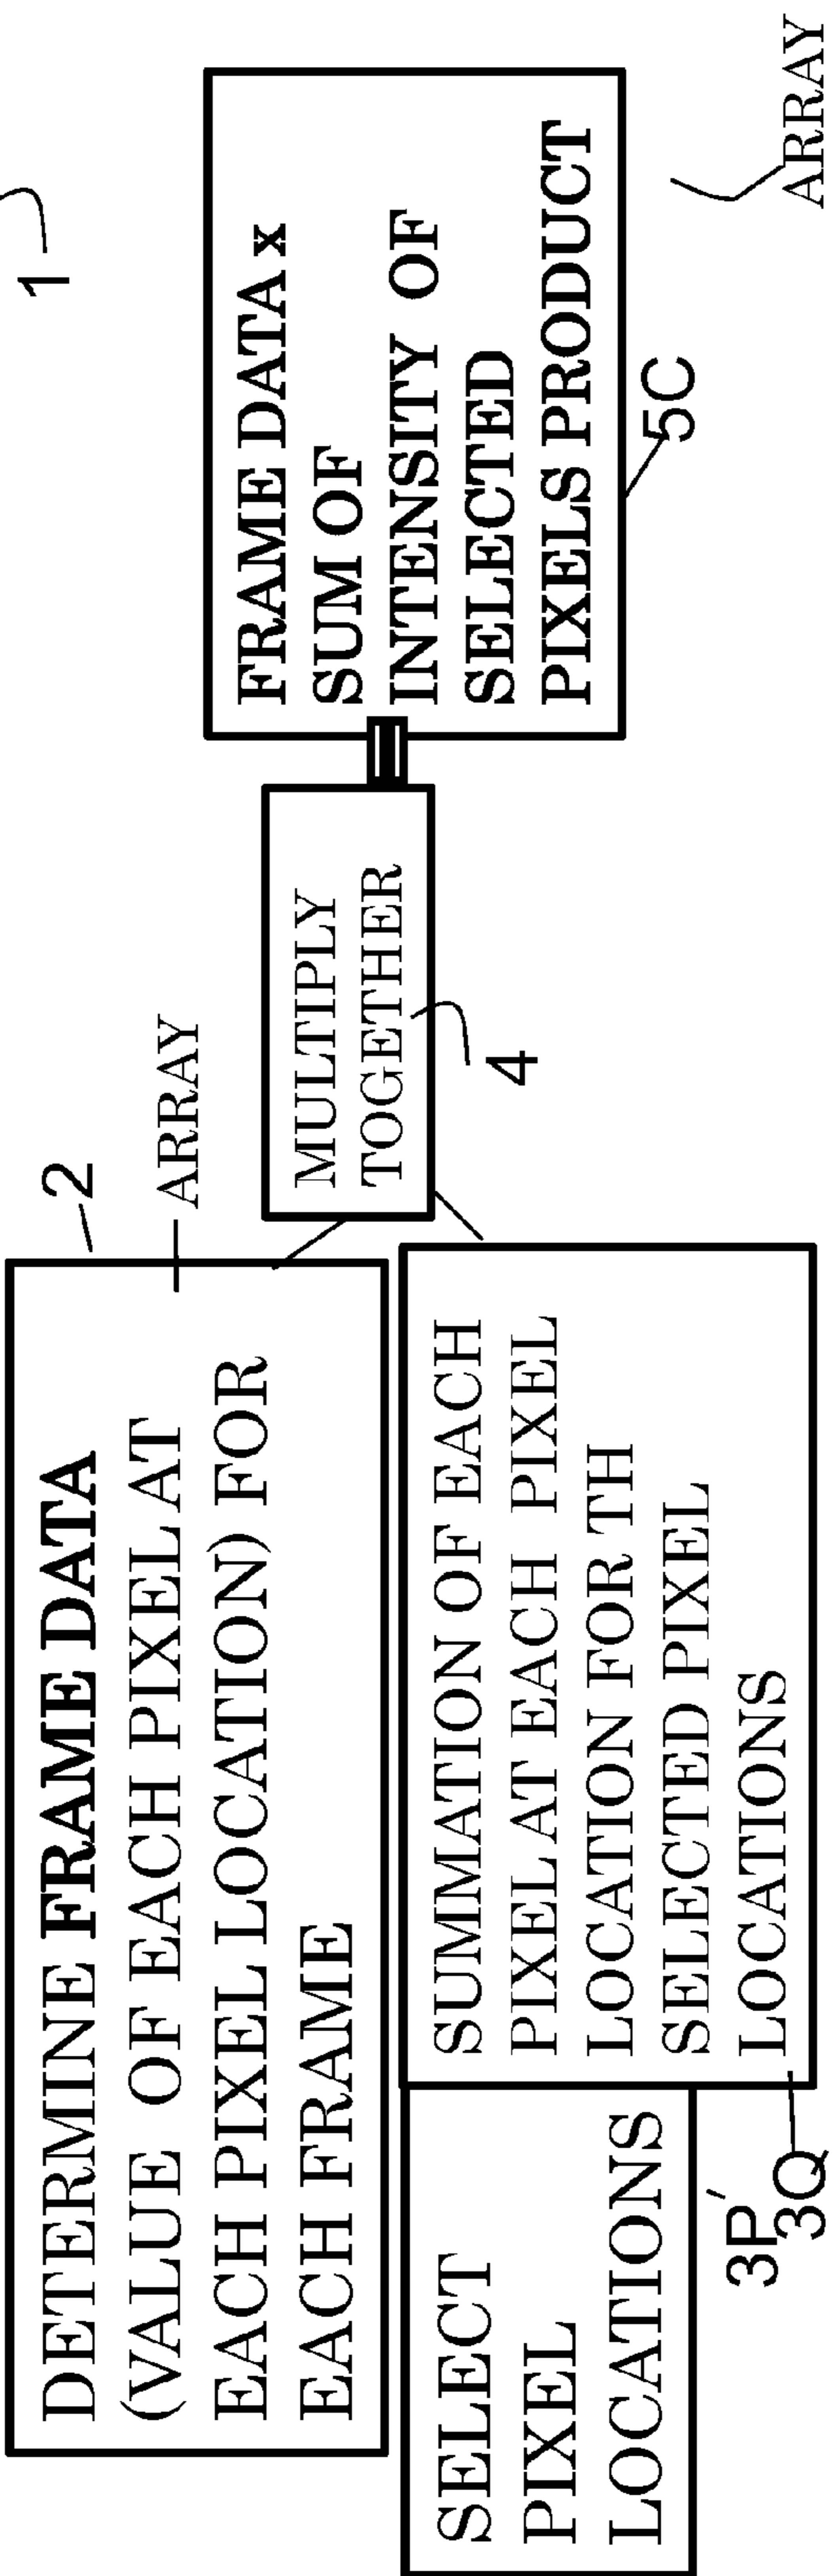 1
DETERMINE FRAME DATA
(VALUE OF EACH PIXEL AT
EACH PIXEL LOCATION) FOR
EACH FRAME
2
ARRAY
SELECT
PIXEL
LOCATIONS
3P
SUMMATION OF EACH
PIXEL AT EACH PIXEL
LOCATION FOR TH
SELECTED PIXEL
LOCATIONS
3Q
MULTIPLY
TOGETHER
4
FRAME DATA x
SUM OF
INTENSITY OF
SELECTED
PIXELS PRODUCT
5C
ARRAY